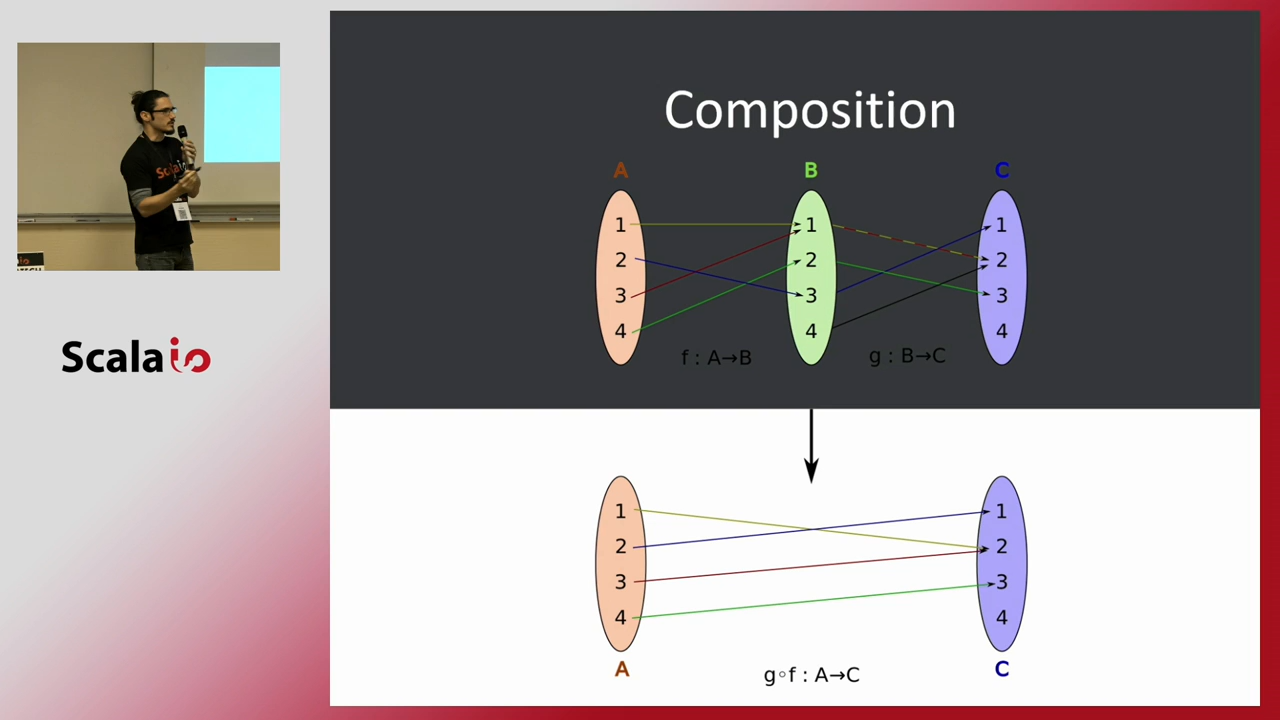 Composition
A B C
1 1 1
2 2 2
3 3 3
4 4 4
f : A→B g : B→C
1 1
2 2
3 3
4 4
A C
g∘f : A→C
Scalaio
Scala